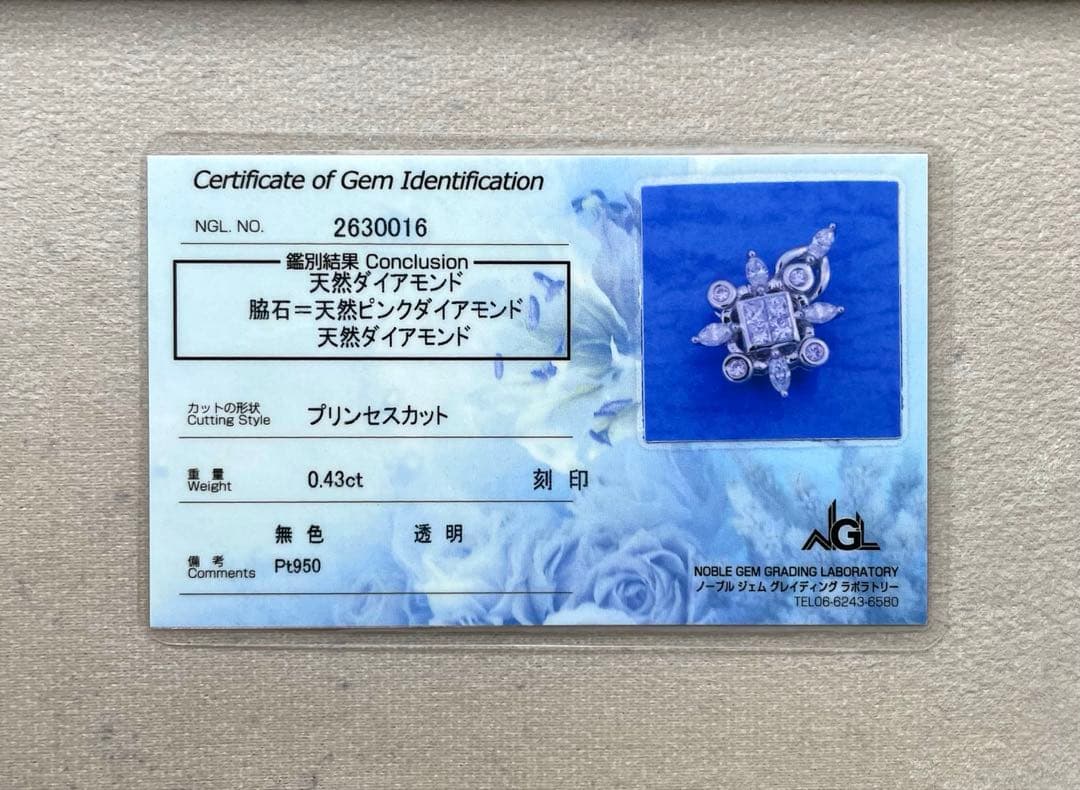 Certificate of Gem Identification
NGL. NO. 2630016
鑑別結果 Conclusion
天然ダイアモンド
脇石=天然ピンクダイアモンド
天然ダイアモンド
カットの形状
Cutting Style プリンセスカット
重量
Weight 0.43ct 刻印
無色 透明
備考
Comments Pt950
NGL
NOBLE GEM GRADING LABORATORY
ノーブル ジェム グレイディング ラボラトリー
TEL06-6243-6580